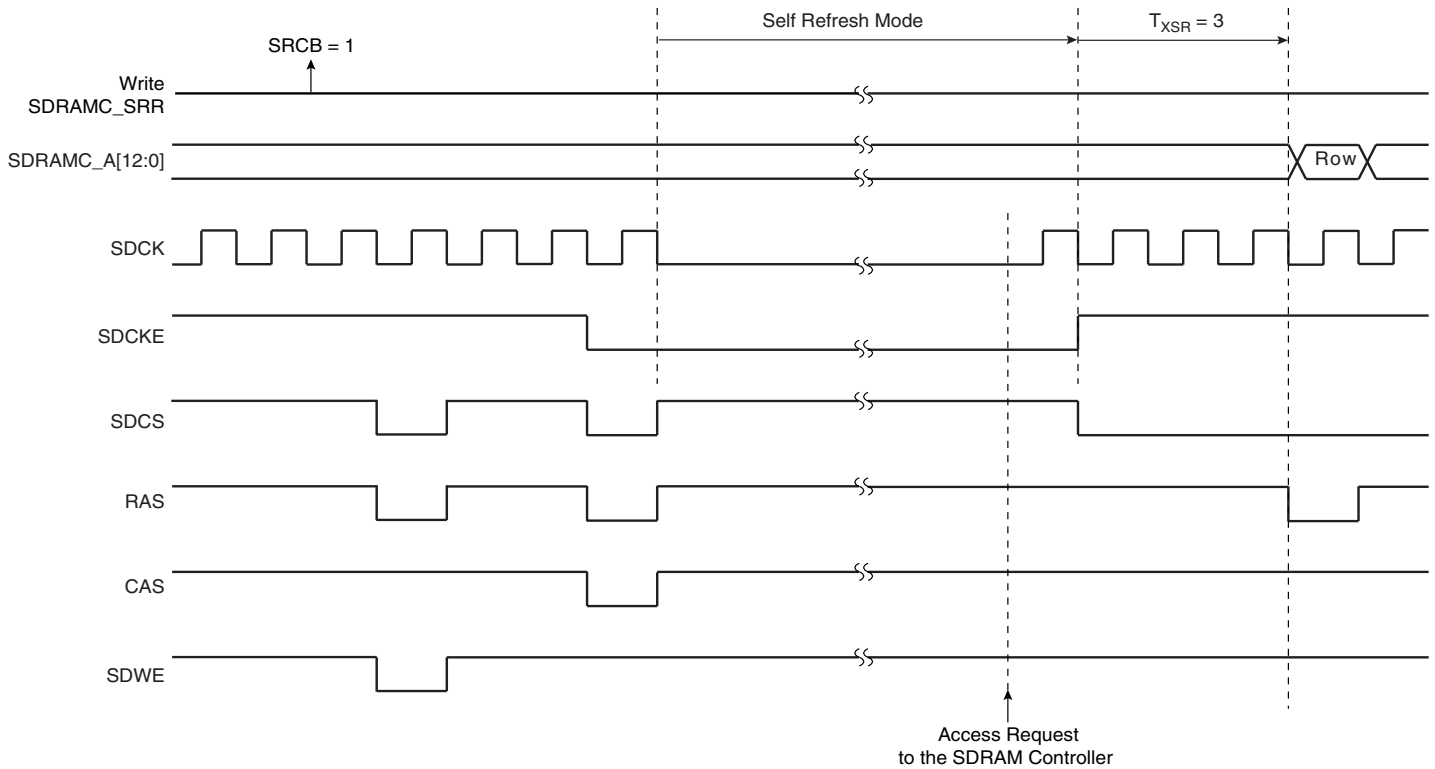 Self Refresh Mode
TXSR = 3
SRCB = 1
Write
SDRAMC_SRR
SDRAMC_A[12:0]
Row
SDCK
SDCKE
SDCS
RAS
CAS
SDWE
Access Request
to the SDRAM Controller